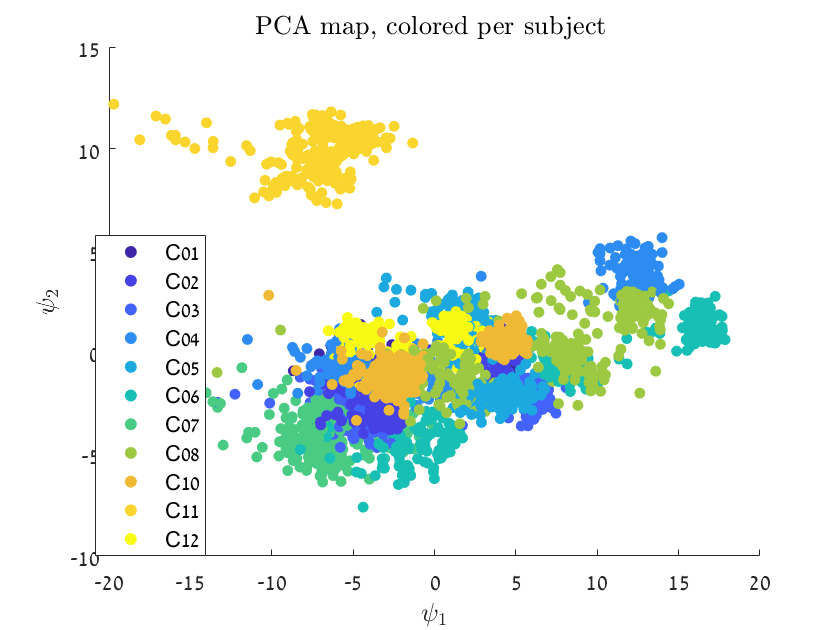 PCA map, colored per subject
15
10
5
0
-5
-10
ψ2
C01
C02
C03
C04
C05
C06
C07
C08
C10
C11
C12
-20
-15
-10
-5
0
5
10
15
20
ψ1